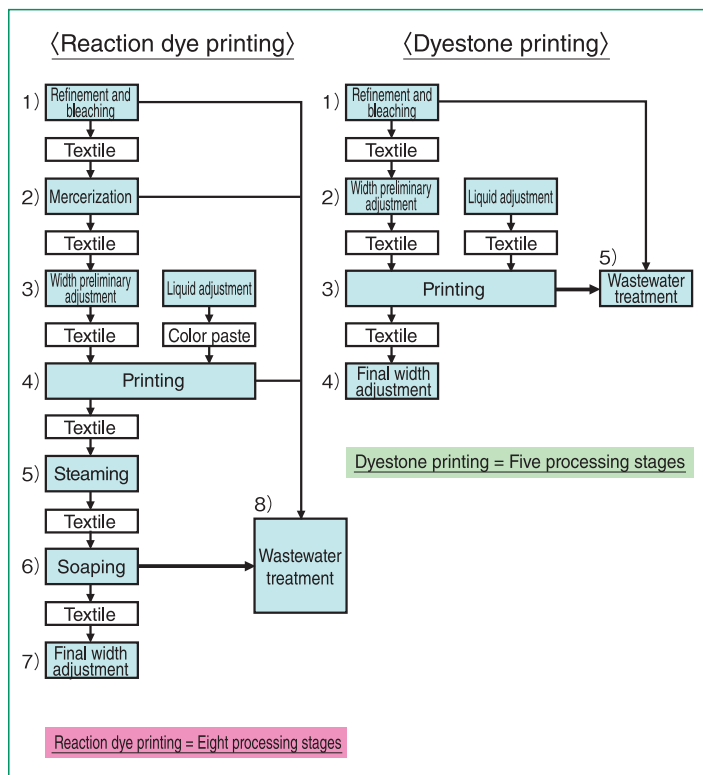 〈Reaction dye printing〉
1)
Refinement and
bleaching
Textile
2)
Mercerization
Textile
3)
Width preliminary
adjustment
Liquid adjustment
Textile
Color paste
4)
Printing
Textile
5)
Steaming
Textile
6)
Soaping
8)
Wastewater
treatment
Textile
7)
Final width
adjustment
Reaction dye printing = Eight processing stages
〈Dyestone printing〉
1)
Refinement and
bleaching
Textile
2)
Width preliminary
adjustment
Liquid adjustment
Textile
Textile
3)
Printing
5)
Wastewater
treatment
Textile
4)
Final width
adjustment
Dyestone printing = Five processing stages